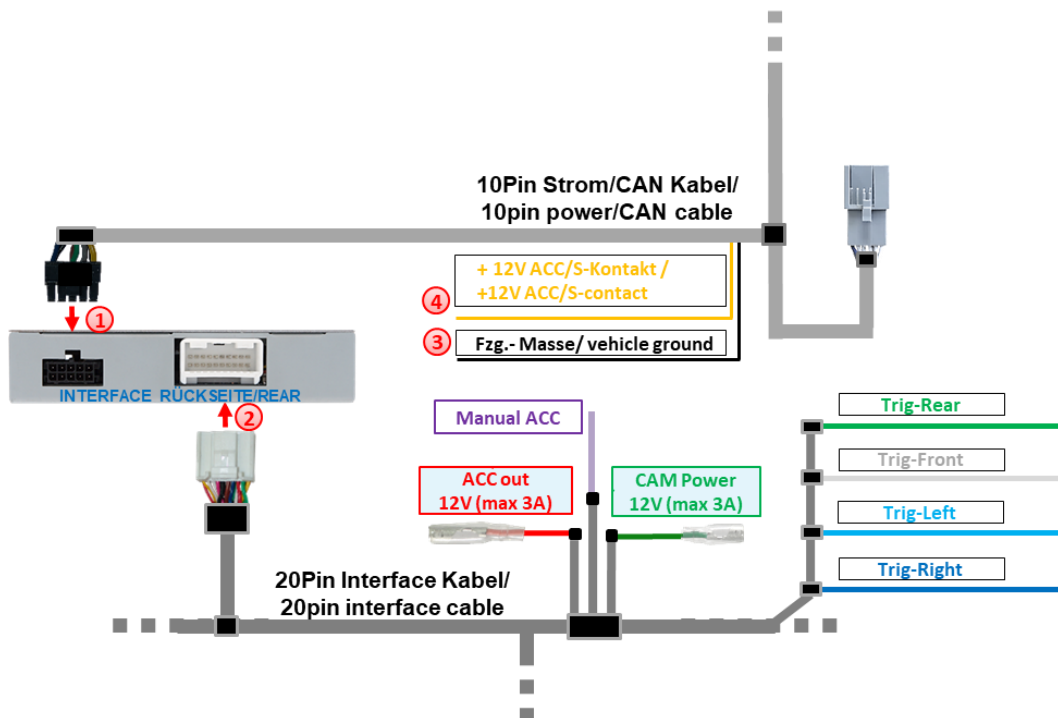 10Pin Strom/CAN Kabel/
10pin power/CAN cable
+ 12V ACC/S-Kontakt /
+12V ACC/S-contact
4
3
Fzg.- Masse/ vehicle ground
1
INTERFACE RÜCKSEITE/REAR
2
Manual ACC
ACC out
12V (max 3A)
CAM Power
12V (max 3A)
Trig-Rear
Trig-Front
Trig-Left
Trig-Right
20Pin Interface Kabel/
20pin interface cable